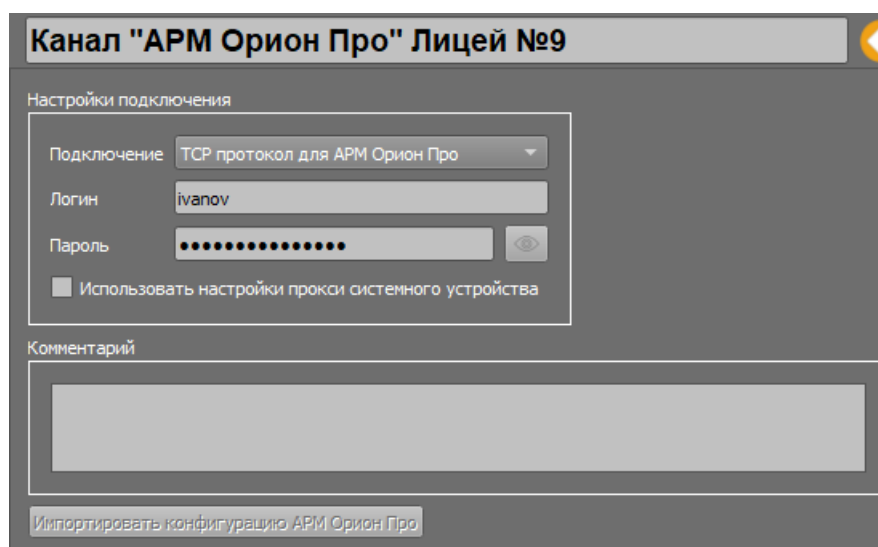 Канал "АРМ Орион Про" Лицей №9
Настройки подключения
Подключение TCP протокол для АРМ Орион Про
Логин ivanov
Пароль •••••••••••••••
Использовать настройки прокси системного устройства
Комментарий
Импортировать конфигурацию АРМ Орион Про